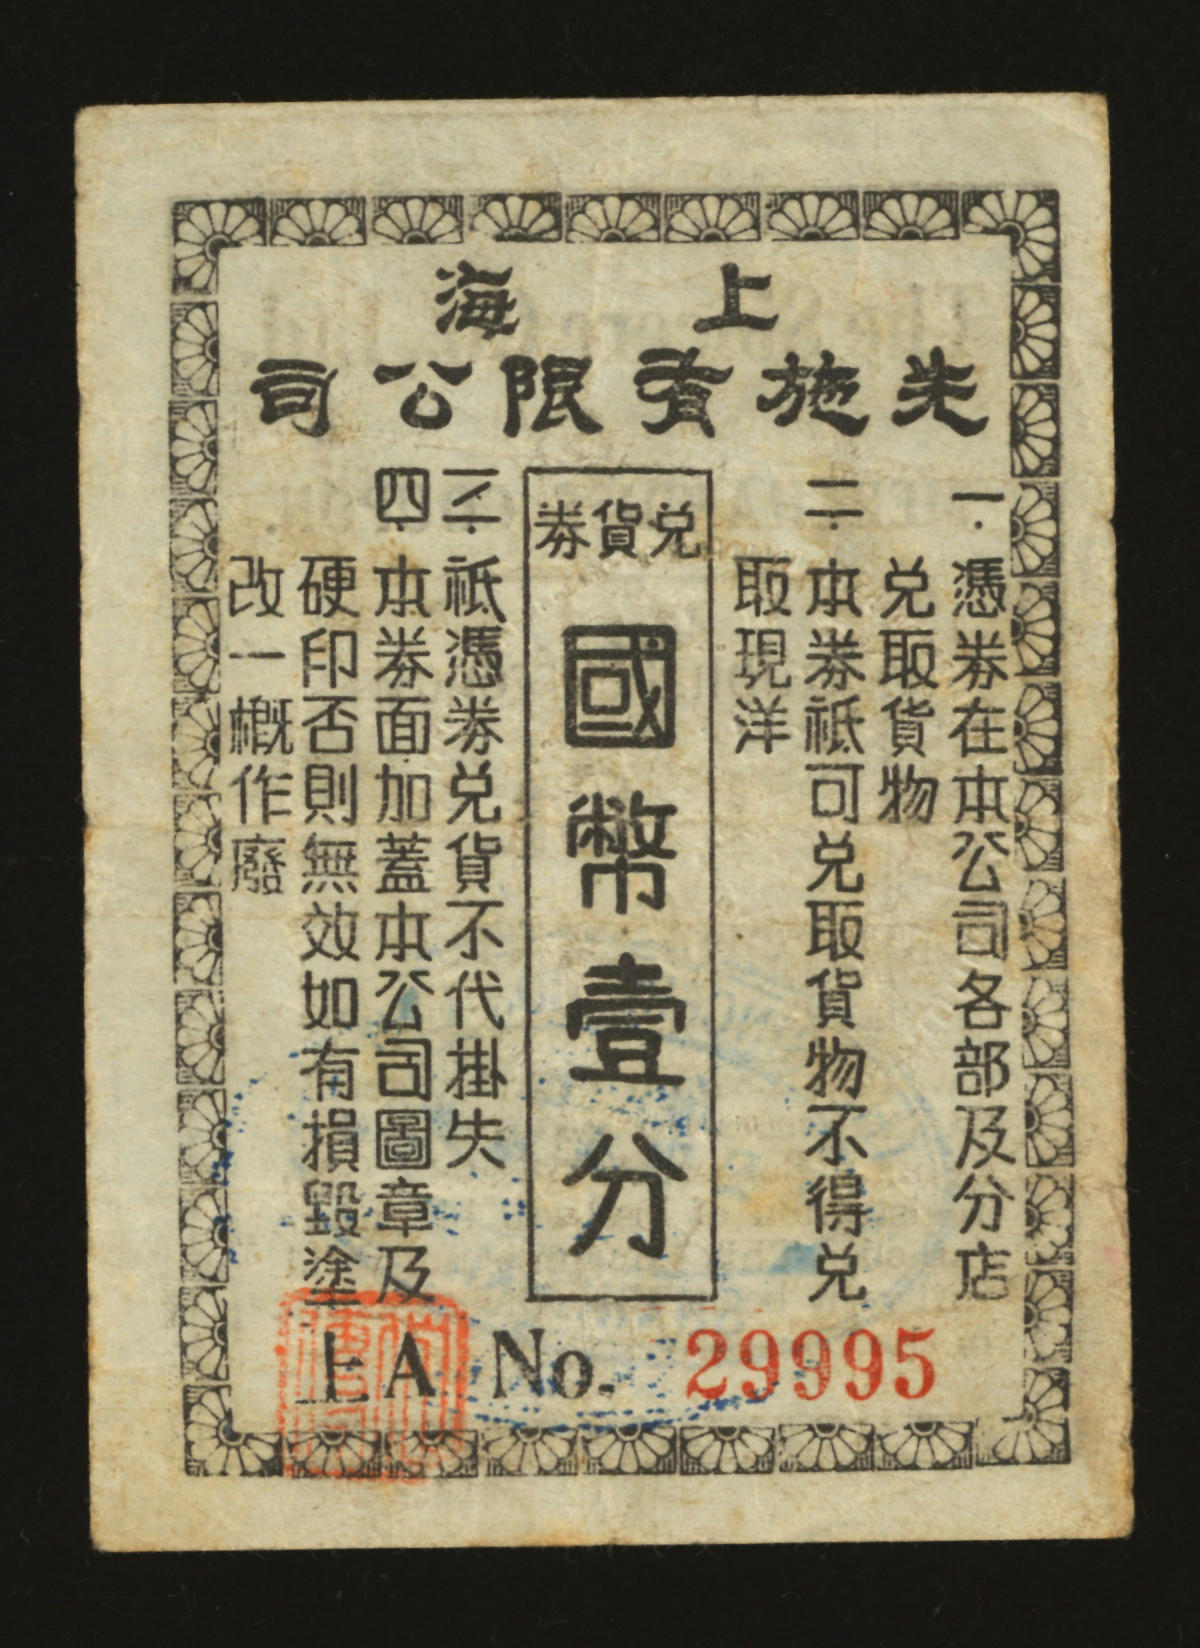 上海
先施有限公司
一.憑券在本公司各部及分店
兌取貨物
二.本券祇可兌取貨物不得兌
取現洋
兌貨券
國幣壹分
三.祇憑券兌貨不代掛失.
四.本券面加蓋本公司圖章及
硬印否則無效如有損毀塗
改一概作廢
上A No. 29995